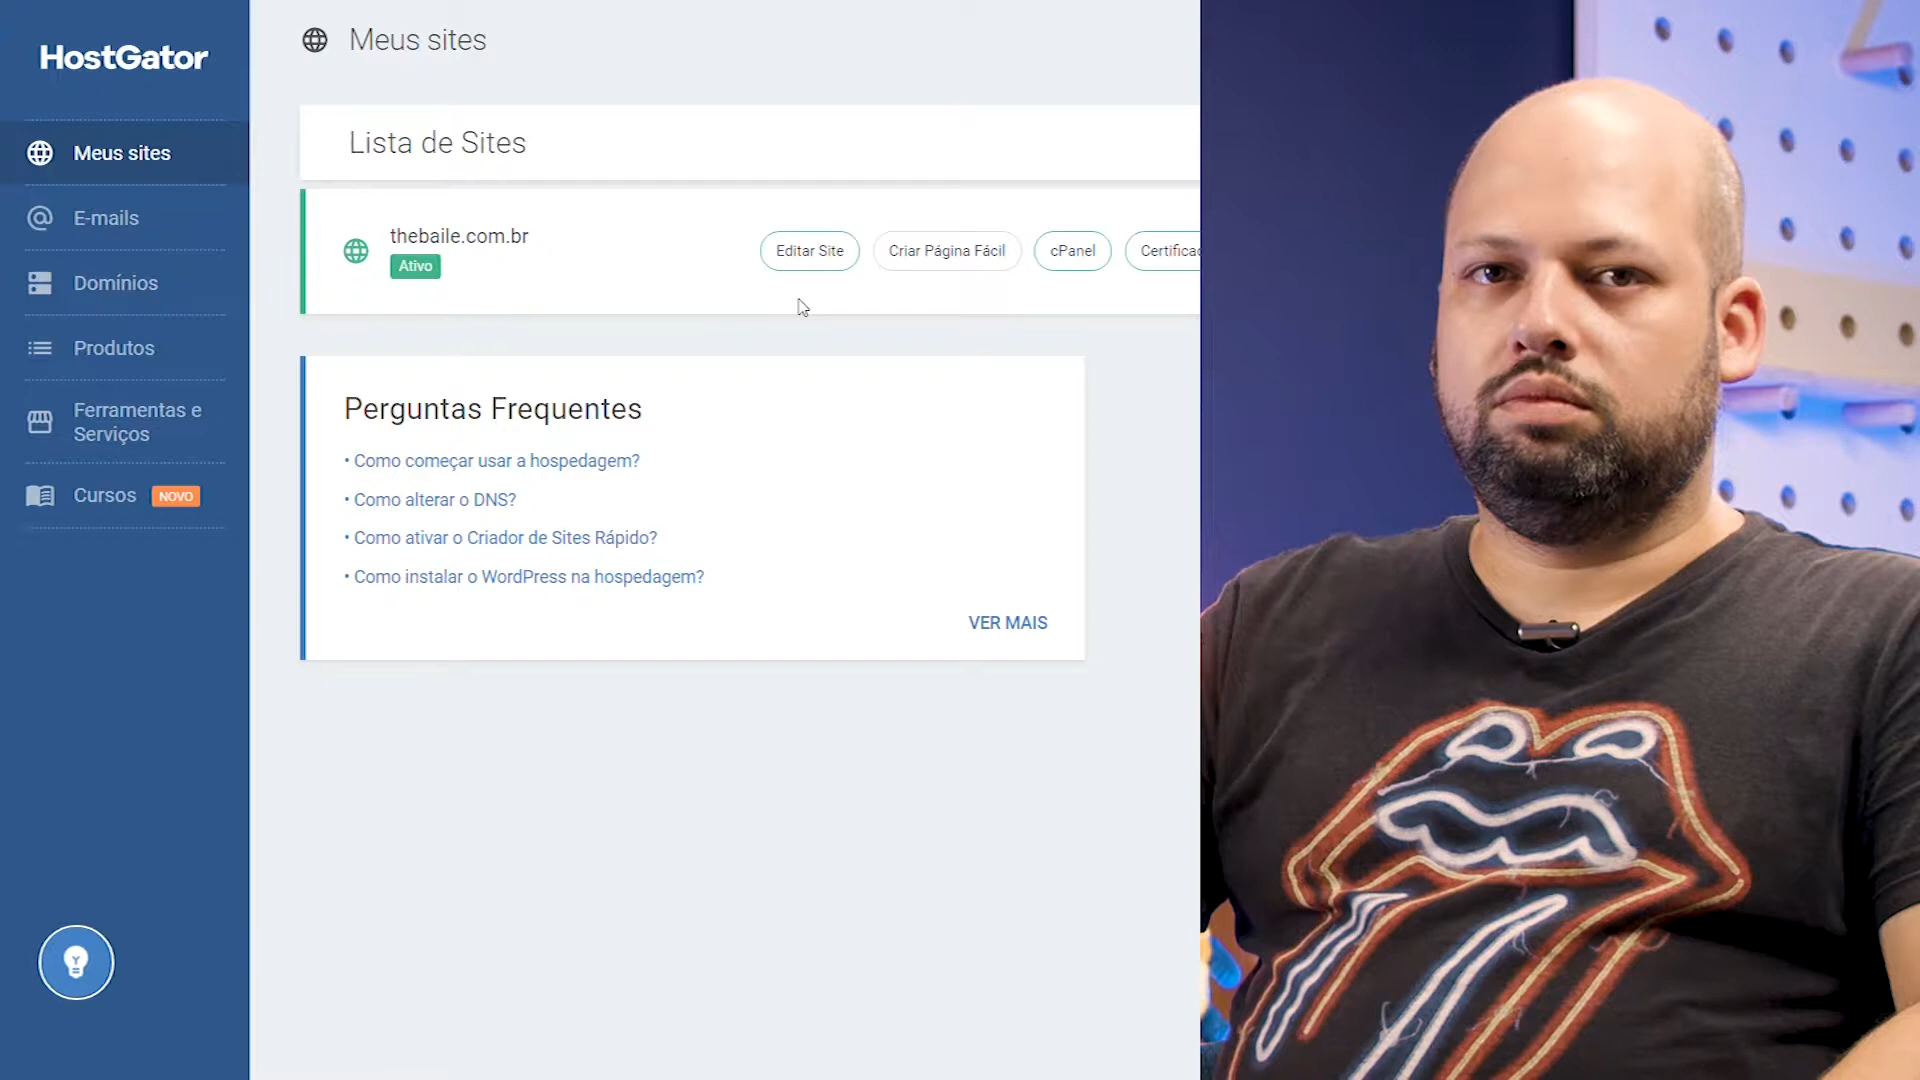 HostGator
Meus sites
E-mails
Domínios
Produtos
Ferramentas e
Serviços
Cursos NOVO
Meus sites
Lista de Sites
thebaile.com.br
Ativo
Editar Site
Criar Página Fácil
cPanel
Certificac
Perguntas Frequentes
• Como começar usar a hospedagem?
• Como alterar o DNS?
• Como ativar o Criador de Sites Rápido?
• Como instalar o WordPress na hospedagem?
VER MAIS